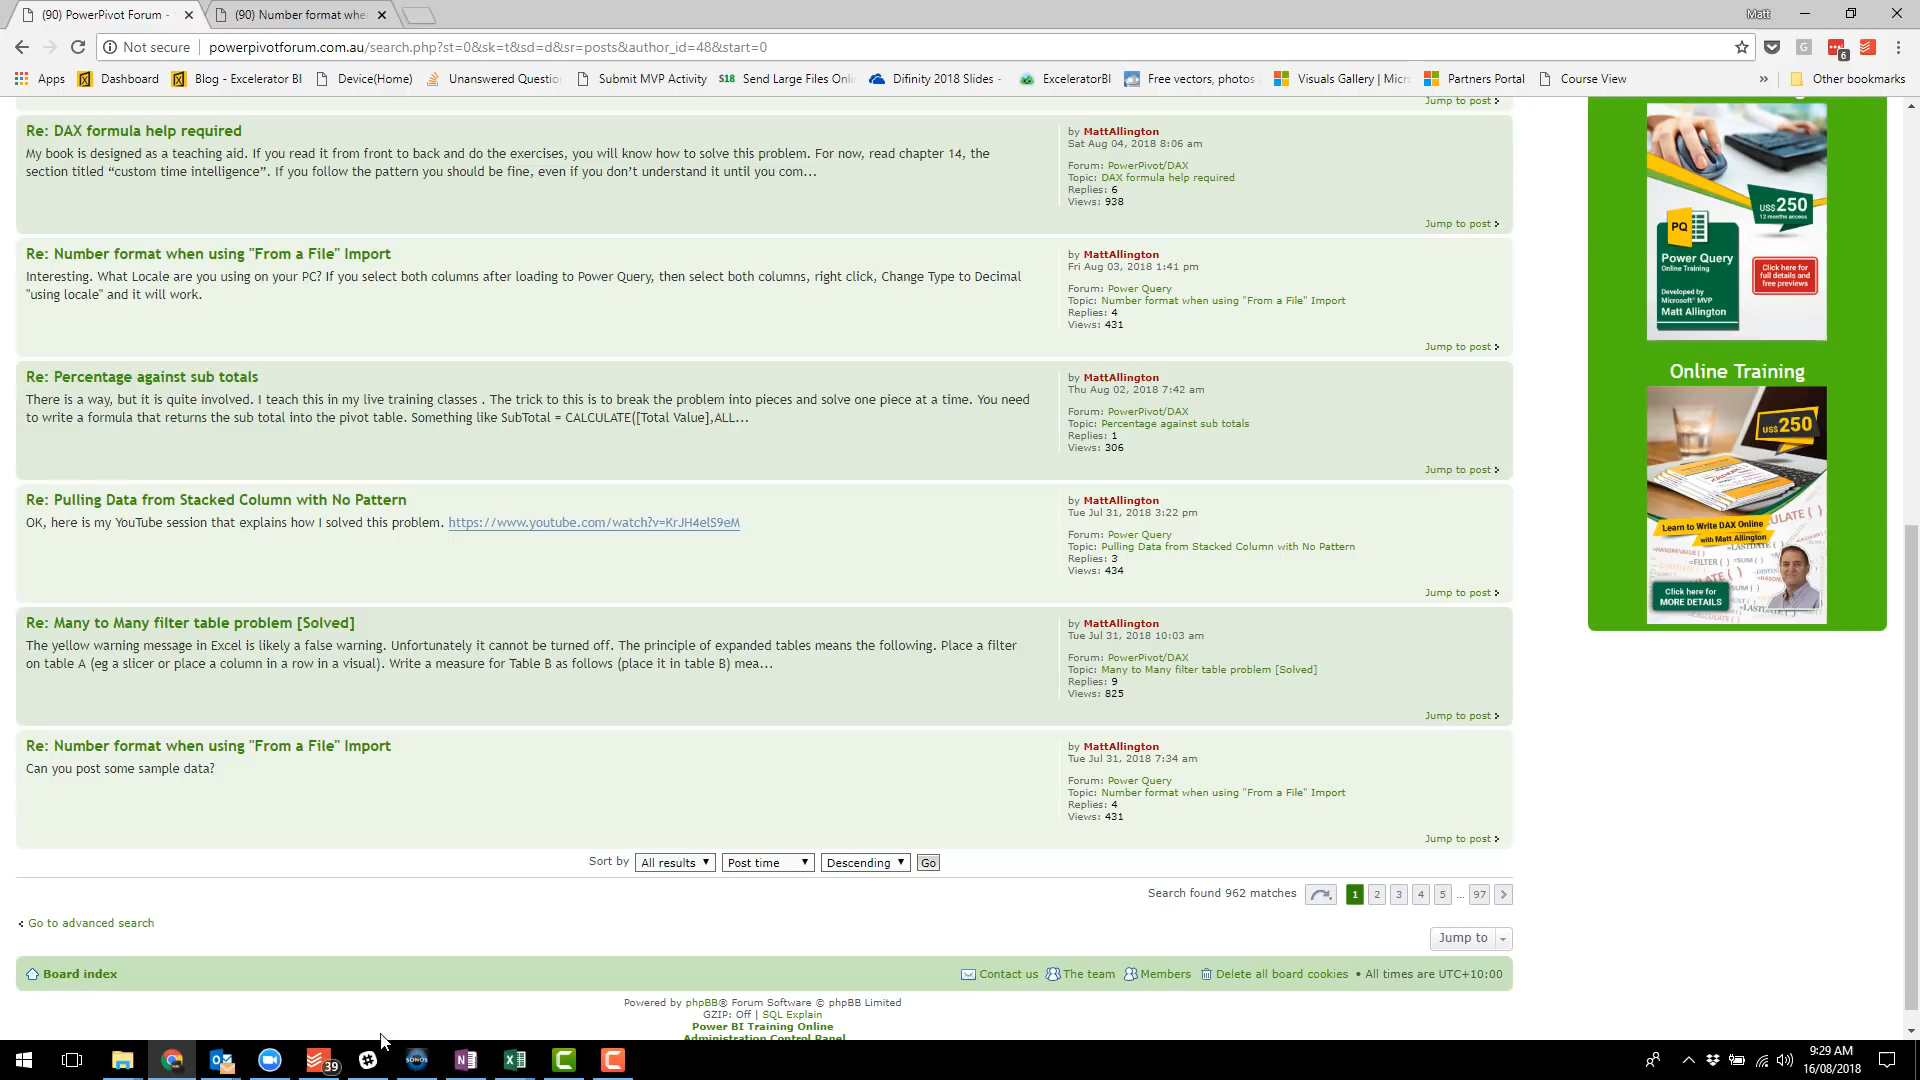 (90) PowerPivot Forum -
(90) Number format whe
Matt
Not secure
powerpivotforum.com.au/search.php?st=0&sk=t&sd=d&sr=posts&author_id=48&start=0
6
Apps
Dashboard
Blog - Excelerator BI
Device(Home)
Unanswered Questio
Submit MVP Activity
S18 Send Large Files Onli
Difinity 2018 Slides -
ExceleratorBI
Free vectors, photos
Visuals Gallery | Micr
Partners Portal
Course View
»
Other bookmarks
Jump to post
Re: DAX formula help required
My book is designed as a teaching aid. If you read it from front to back and do the exercises, you will know how to solve this problem. For now, read chapter 14, the
section titled “custom time intelligence”. If you follow the pattern you should be fine, even if you don’t understand it until you com...
by MattAllington
Sat Aug 04, 2018 8:06 am
Forum: PowerPivot/DAX
Topic: DAX formula help required
Replies: 6
Views: 938
Jump to post
Re: Number format when using "From a File" Import
Interesting. What Locale are you using on your PC? If you select both columns after loading to Power Query, then select both columns, right click, Change Type to Decimal
"using locale" and it will work.
by MattAllington
Fri Aug 03, 2018 1:41 pm
Forum: Power Query
Topic: Number format when using "From a File" Import
Replies: 4
Views: 431
Jump to post
Re: Percentage against sub totals
There is a way, but it is quite involved. I teach this in my live training classes . The trick to this is to break the problem into pieces and solve one piece at a time. You need
to write a formula that returns the sub total into the pivot table. Something like SubTotal = CALCULATE([Total Value],ALL...
by MattAllington
Thu Aug 02, 2018 7:42 am
Forum: PowerPivot/DAX
Topic: Percentage against sub totals
Replies: 1
Views: 306
Jump to post
Re: Pulling Data from Stacked Column with No Pattern
OK, here is my YouTube session that explains how I solved this problem. https://www.youtube.com/watch?v=KrJH4elS9eM
by MattAllington
Tue Jul 31, 2018 3:22 pm
Forum: Power Query
Topic: Pulling Data from Stacked Column with No Pattern
Replies: 3
Views: 434
Jump to post
Re: Many to Many filter table problem [Solved]
The yellow warning message in Excel is likely a false warning. Unfortunately it cannot be turned off. The principle of expanded tables means the following. Place a filter
on table A (eg a slicer or place a column in a row in a visual). Write a measure for Table B as follows (place it in table B) mea...
by MattAllington
Tue Jul 31, 2018 10:03 am
Forum: PowerPivot/DAX
Topic: Many to Many filter table problem [Solved]
Replies: 9
Views: 825
Jump to post
Re: Number format when using "From a File" Import
Can you post some sample data?
by MattAllington
Tue Jul 31, 2018 7:34 am
Forum: Power Query
Topic: Number format when using "From a File" Import
Replies: 4
Views: 431
Jump to post
Sort by All results Post time Descending Go
Search found 962 matches 1 2 3 4 5 ... 97
Go to advanced search
Jump to
Board index
Contact us
The team
Members
Delete all board cookies • All times are UTC+10:00
Powered by phpBB® Forum Software © phpBB Limited
GZIP: Off | SQL Explain
Power BI Training Online
Administration Control Panel
US$250
12 months access
PQ
Power Query
Online Training
Click here for
full details and
free previews
Developed by
Microsoft® MVP
Matt Allington
Online Training
US$250
Learn to Write DAX Online
with Matt Allington
Click here for
MORE DETAILS
39
SONOS
9:29 AM
16/08/2018